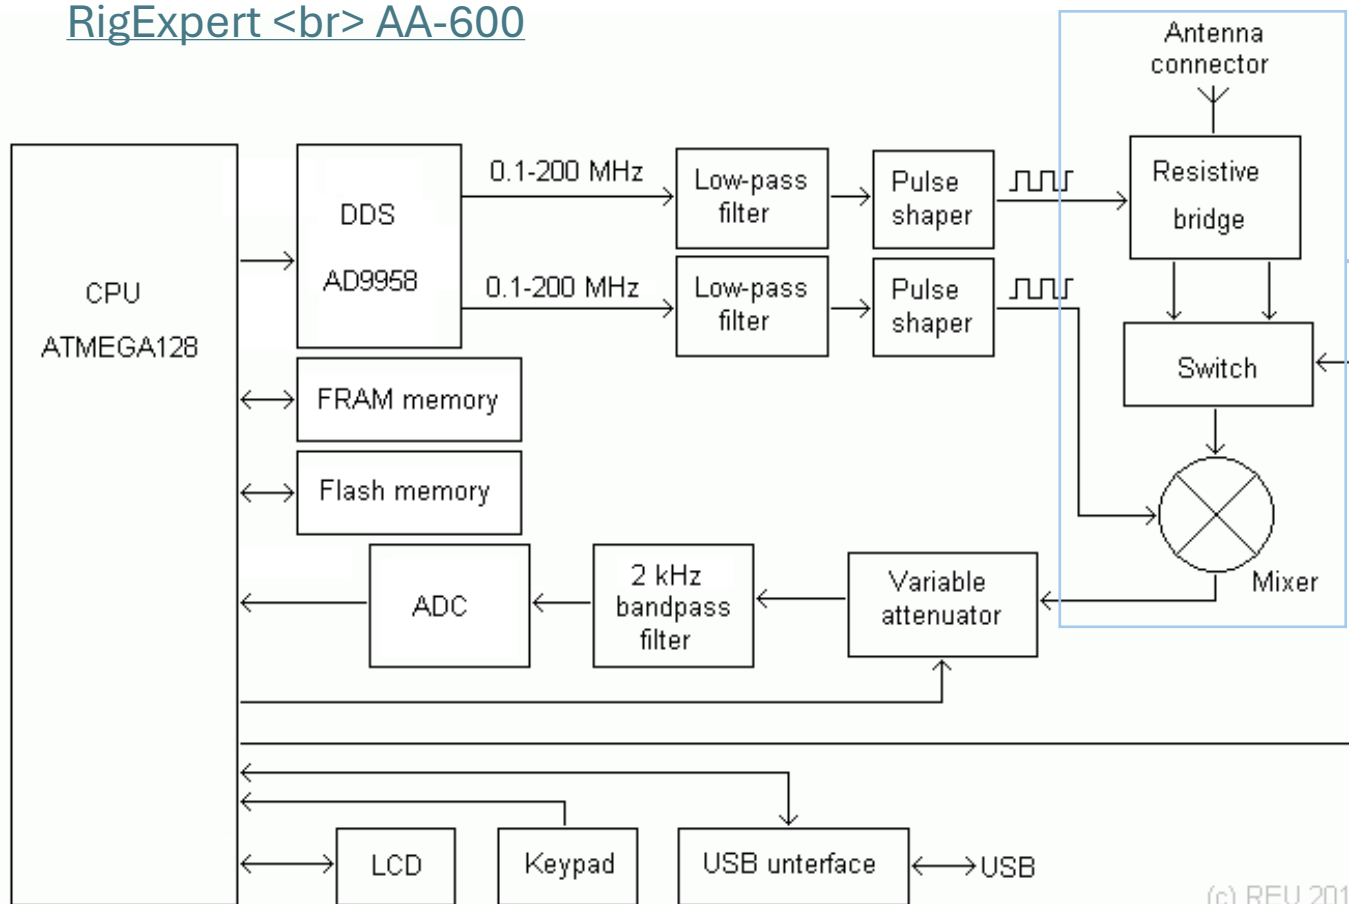 RigExpert <br> AA-600
Antenna
connector
0.1-200 MHz
Low-pass
filter
Pulse
shaper
Resistive
bridge
DDS
AD9958
0.1-200 MHz
Low-pass
filter
Pulse
shaper
CPU
ATMEGA128
Switch
FRAM memory
Flash memory
2 kHz
bandpass
filter
ADC
Variable
attenuator
Mixer
LCD
Keypad
USB unterface
USB
(c) REU 201